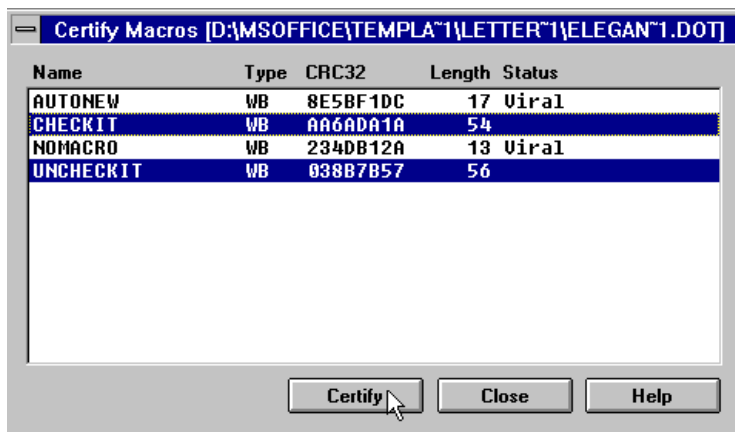 Certify Macros [D:\MSOFFICE\TEMPLA~1\LETTER~1\ELEGAN~1.DOT]
Name Type CRC32 Length Status
AUTONEW WB 8E5BF1DC 17 Viral
CHECKIT WB AA6ADA1A 54
NOMACRO WB 234DB12A 13 Viral
UNCHECKIT WB 038B7B57 56
Certify Close Help